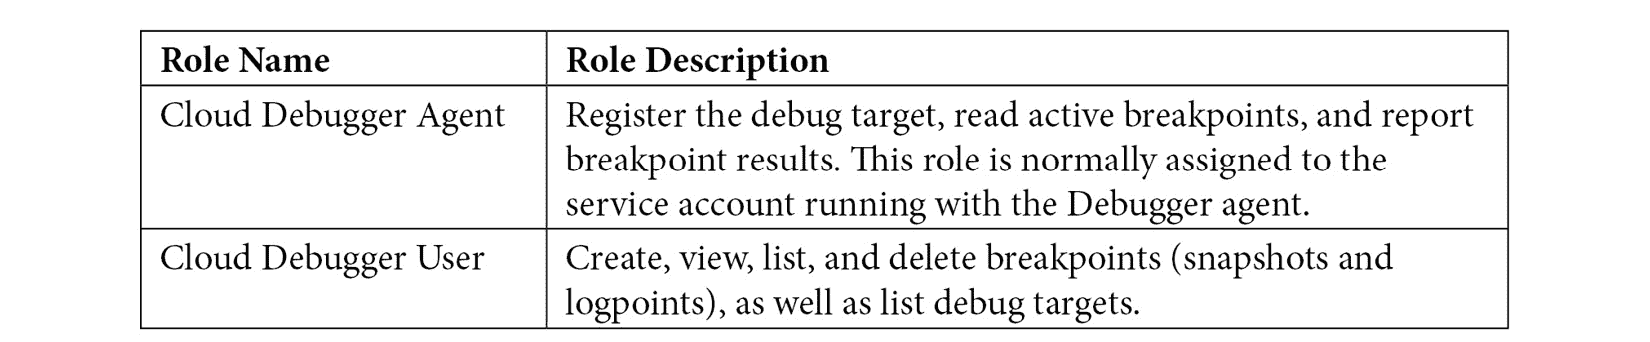 Role Name
Role Description
Cloud Debugger Agent
Register the debug target, read active breakpoints, and report
breakpoint results. This role is normally assigned to the
service account running with the Debugger agent.
Cloud Debugger User
Create, view, list, and delete breakpoints (snapshots and
logpoints), as well as list debug targets.